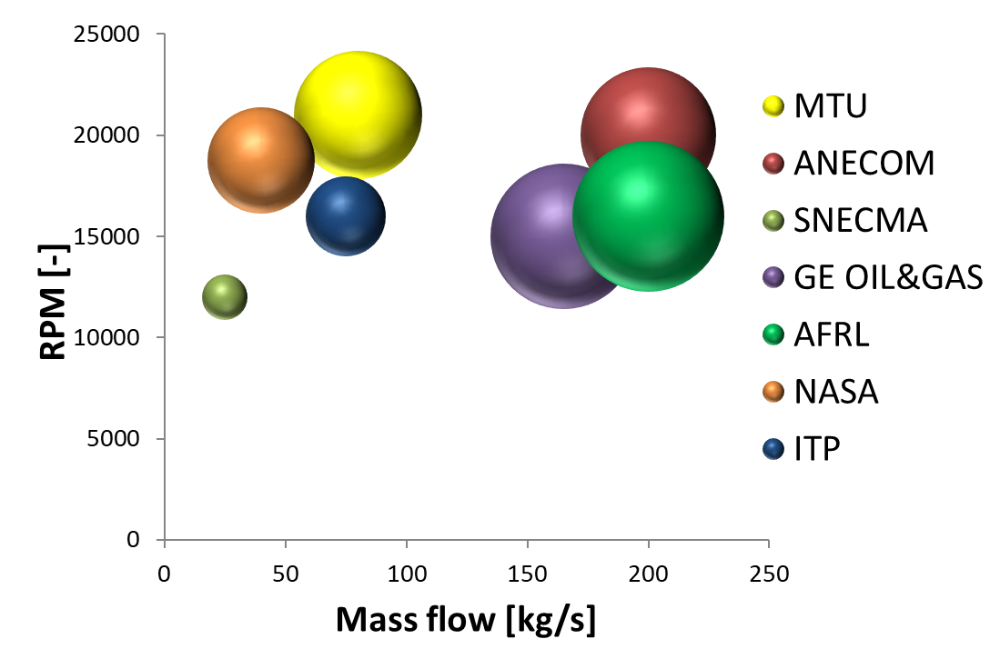 25000
20000
15000
10000
5000
0
RPM [-]
0 50 100 150 200 250
Mass flow [kg/s]
MTU
ANECOM
SNECMA
GE OIL&GAS
AFRL
NASA
ITP